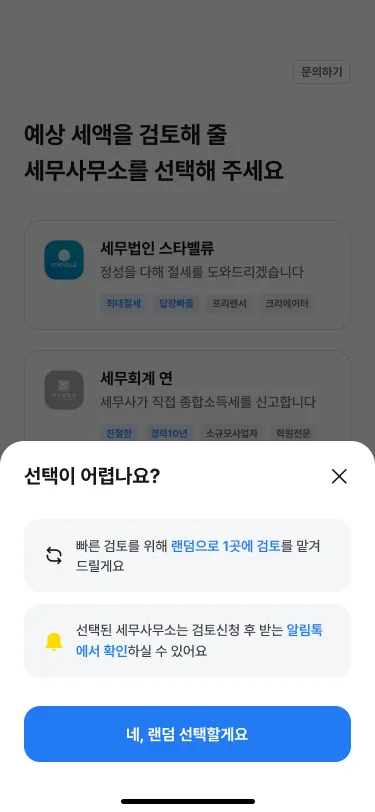 문의하기
예상 세액을 검토해 줄
세무사무소를 선택해 주세요
세무법인 스타벨류
정성을 다해 절세를 도와드리겠습니다
최대절세 답장빠름 프리랜서 크리에이터
세무회계 연
세무사가 직접 종합소득세를 신고합니다
친절한 경력10년 소규모사업자 학원전문
선택이 어렵나요?
빠른 검토를 위해 랜덤으로 1곳에 검토를 맡겨
드릴게요
선택된 세무사무소는 검토신청 후 받는 알림톡
에서 확인하실 수 있어요
네, 랜덤 선택할게요